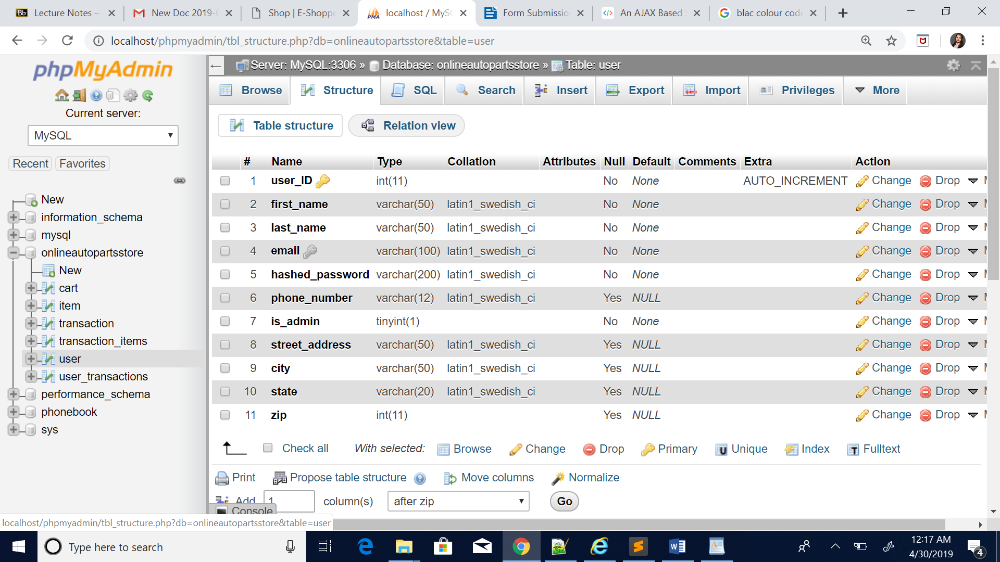 Lecture Notes –
New Doc 2019-0
Shop | E-Shoppe
localhost / MySQ
Form Submissio
An AJAX Based S
blac colour code
localhost/phpmyadmin/tbl_structure.php?db=onlineautopartsstore&table=user
phpMyAdmin
Current server:
MySQL
Recent Favorites
New
information_schema
mysql
onlineautopartsstore
New
cart
item
transaction
transaction_items
user
user_transactions
performance_schema
phonebook
sys
Server: MySQL:3306 » Database: onlineautopartsstore » Table: user
Browse Structure SQL Search Insert Export Import Privileges More
Table structure Relation view
# Name Type Collation Attributes Null Default Comments Extra Action
1 user_ID int(11) No None AUTO_INCREMENT Change Drop
2 first_name varchar(50) latin1_swedish_ci No None Change Drop
3 last_name varchar(50) latin1_swedish_ci No None Change Drop
4 email varchar(100) latin1_swedish_ci No None Change Drop
5 hashed_password varchar(200) latin1_swedish_ci No None Change Drop
6 phone_number varchar(12) latin1_swedish_ci Yes NULL Change Drop
7 is_admin tinyint(1) No None Change Drop
8 street_address varchar(50) latin1_swedish_ci Yes NULL Change Drop
9 city varchar(50) latin1_swedish_ci Yes NULL Change Drop
10 state varchar(20) latin1_swedish_ci Yes NULL Change Drop
11 zip int(11) Yes NULL Change Drop
Check all With selected: Browse Change Drop Primary Unique Index Fulltext
Print Propose table structure Move columns Normalize
Add 1 column(s) after zip Go
Console
localhost/phpmyadmin/tbl_structure.php?db=onlineautopartsstore&table=user
Type here to search
12:17 AM
4/30/2019
4